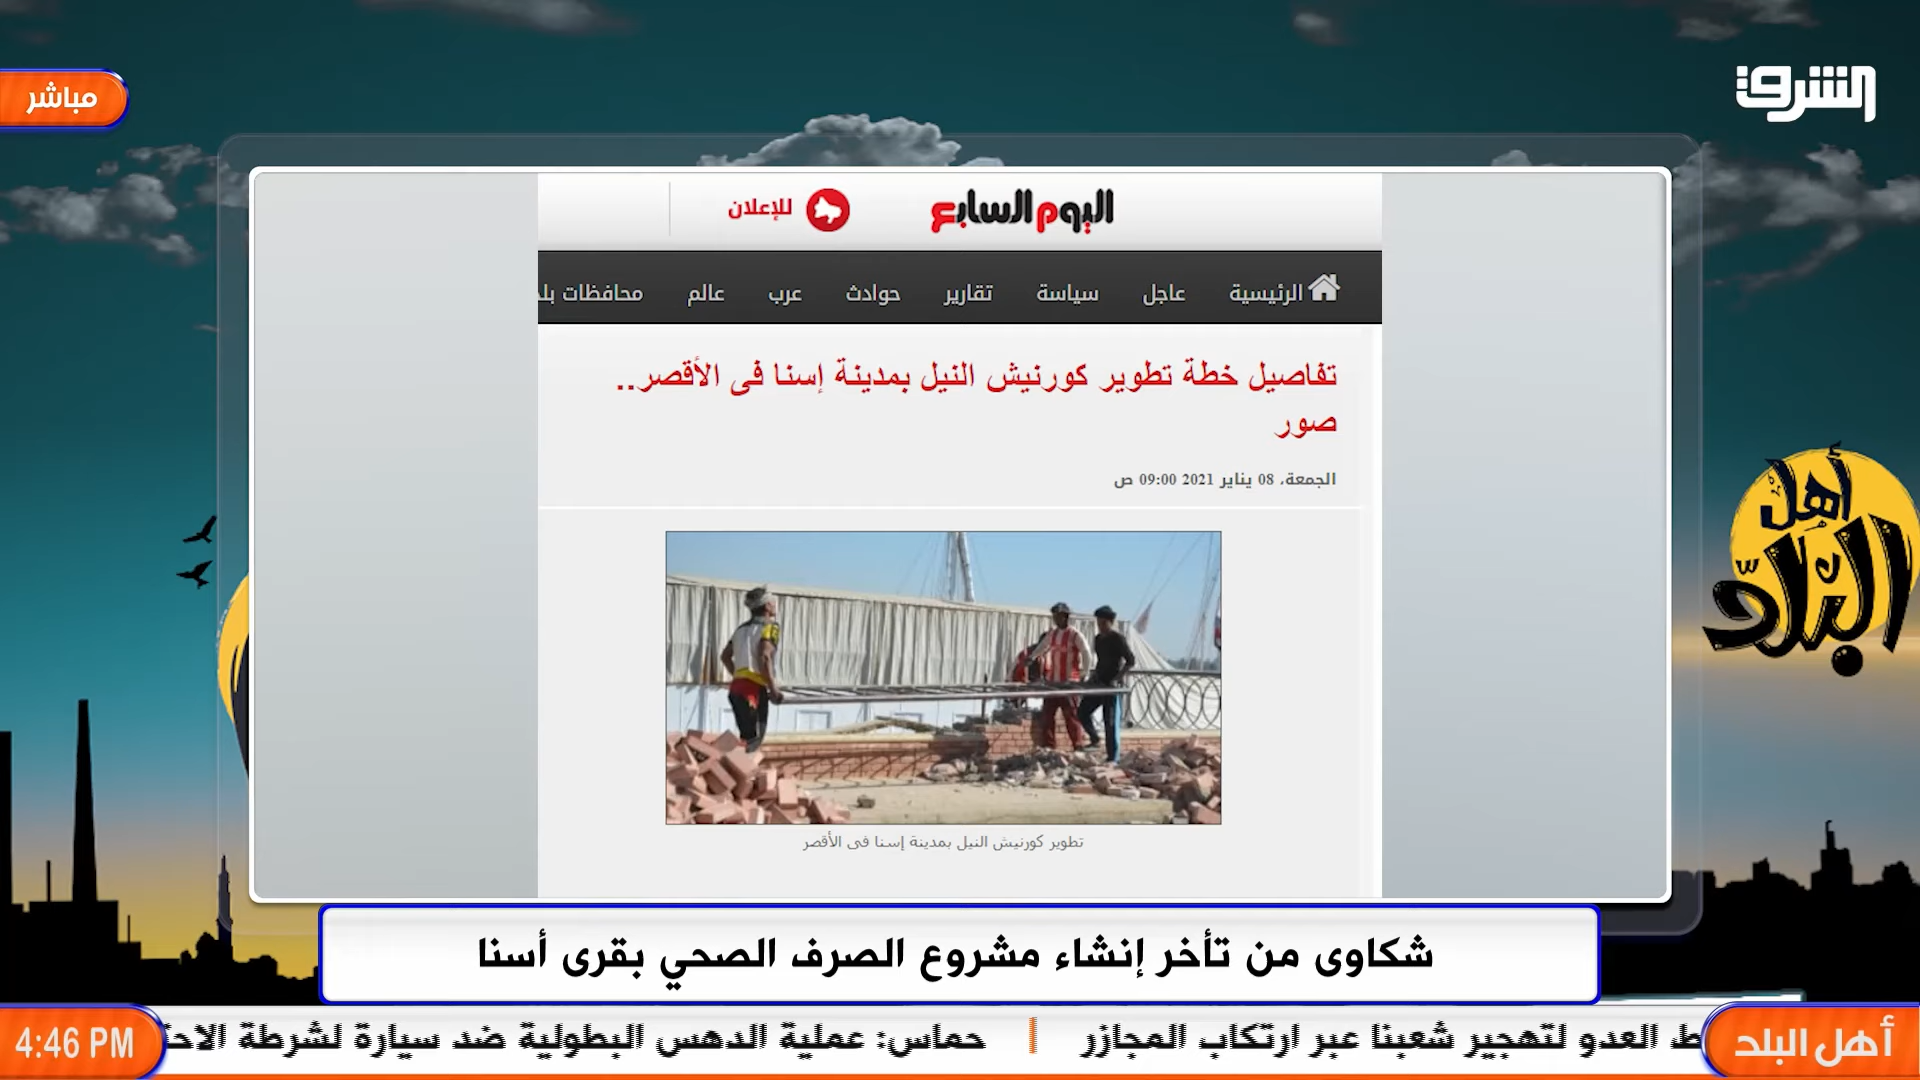 مباشر
الشرق
اليوم السابع
للإعلان
الرئيسية عاجل سياسة تقارير حوادث عرب عالم محافظات
تفاصيل خطة تطوير كورنيش النيل بمدينة إسنا فى الأقصر..
صور
الجمعة، 08 يناير 2021 09:00 ص
تطوير كورنيش النيل بمدينة إسنا فى الأقصر
أهل
البلد
شكاوى من تأخر إنشاء مشروع الصرف الصحي بقرى أسنا
أهل البلد
العدو لتهجير شعبنا عبر ارتكاب المجازر | حماس: عملية الدهس البطولية ضد سيارة لشرطة
4:46 PM